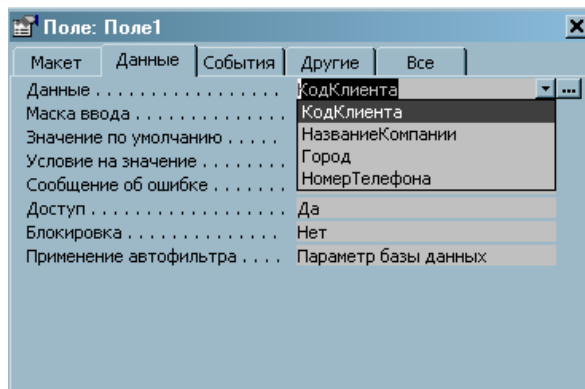 Поле: Поле1
Макет Данные События Другие Все
Данные . . . . . . . . . . . . . . . . . КодКлиента ...
Маска ввода . . . . . . . . . . . . . . КодКлиента
Значение по умолчанию . . . . . НазваниеКомпании
Условие на значение . . . . . . . . Город
Сообщение об ошибке . . . . . . . НомерТелефона
Доступ . . . . . . . . . . . . . . . . . . Да
Блокировка . . . . . . . . . . . . . . Нет
Применение автофильтра . . . . Параметр базы данных